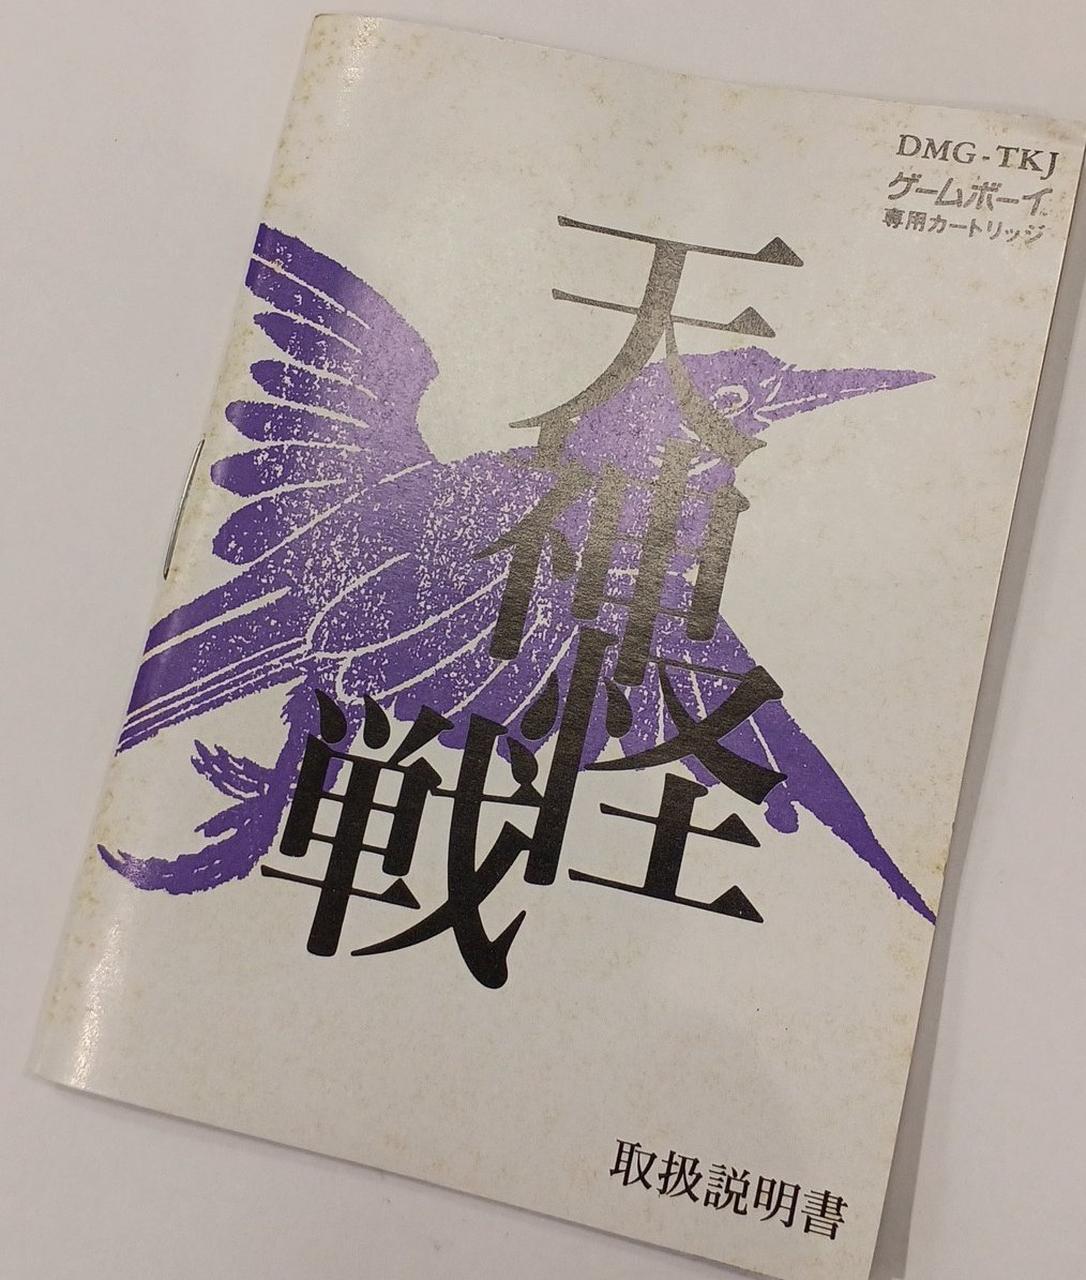 DMG-TKJ
ゲームボーイ
専用カートリッジ
天神怪戦
取扱説明書